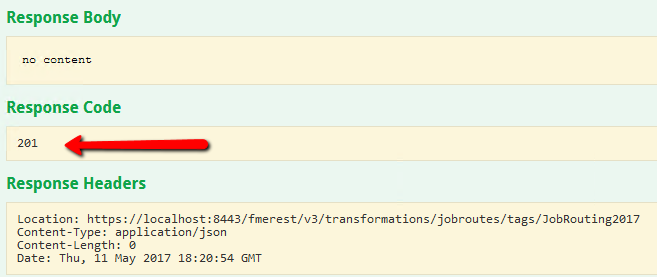 Response Body
no content
Response Code
201
Response Headers
Location: https://localhost:8443/fmerest/v3/transformations/jobroutes/tags/JobRouting2017
Content-Type: application/json
Content-Length: 0
Date: Thu, 11 May 2017 18:20:54 GMT